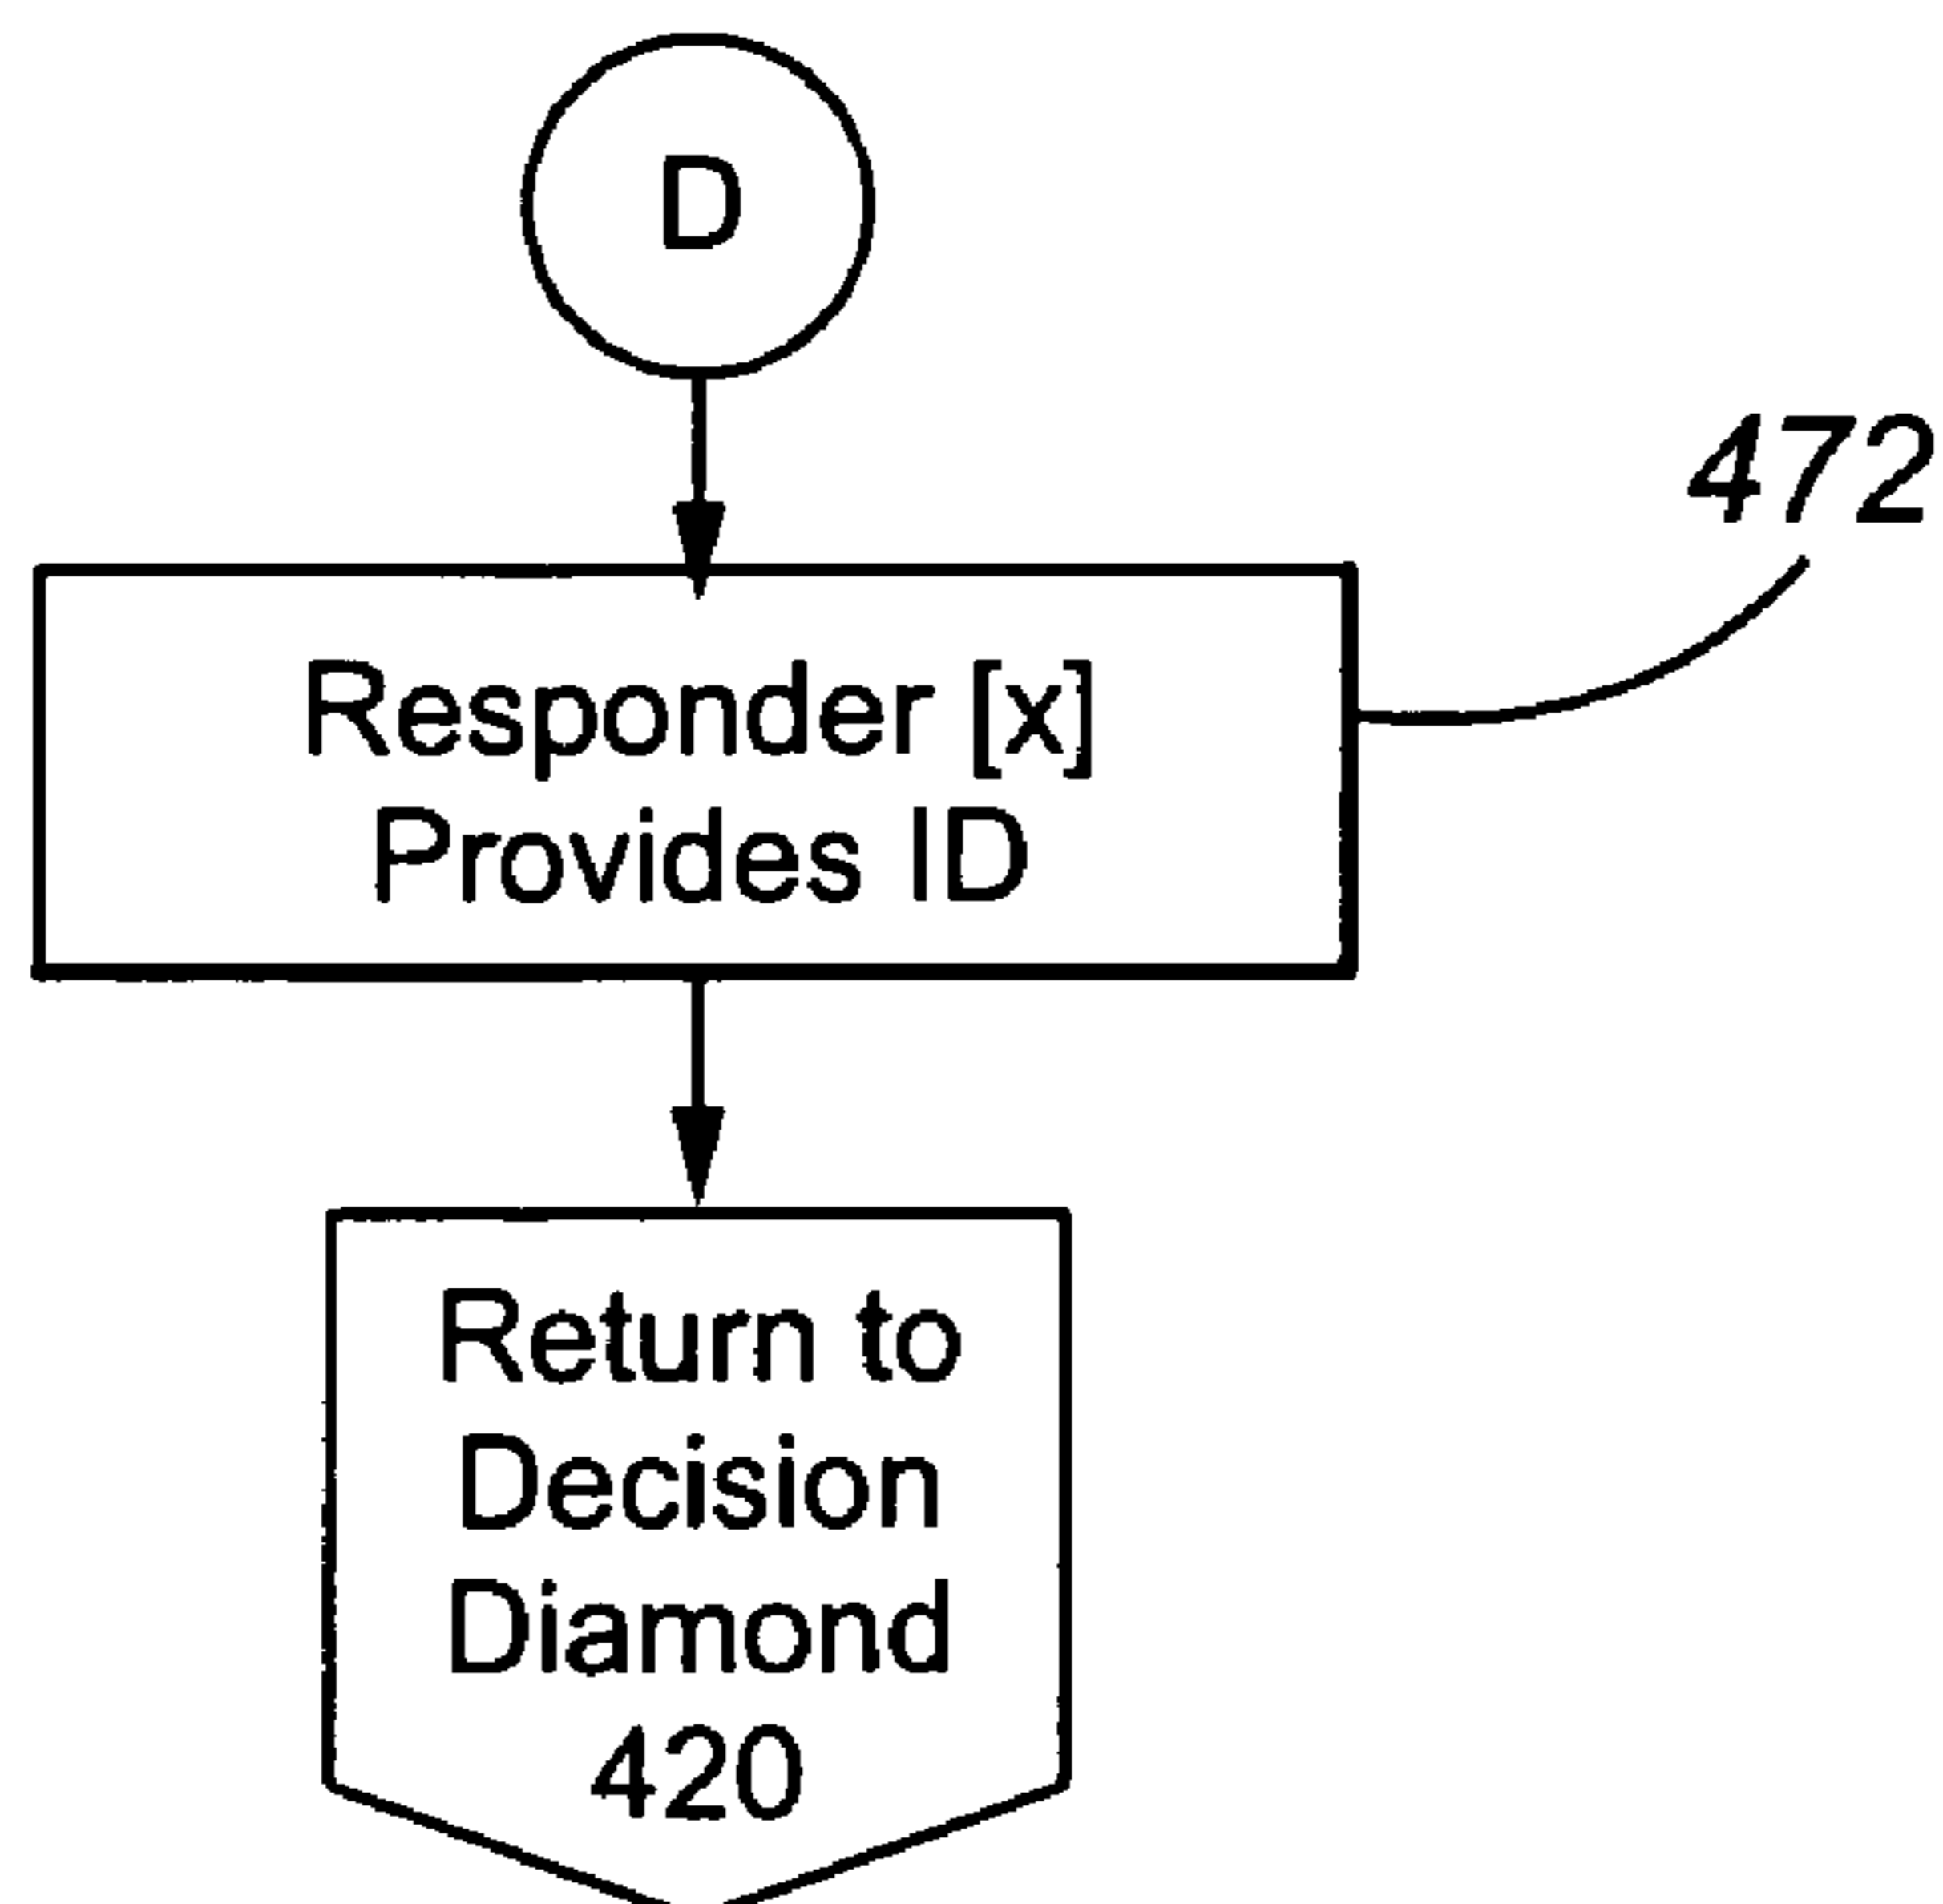 D
472
Responder [x]
Provides ID
Return to
Decision
Diamond
420